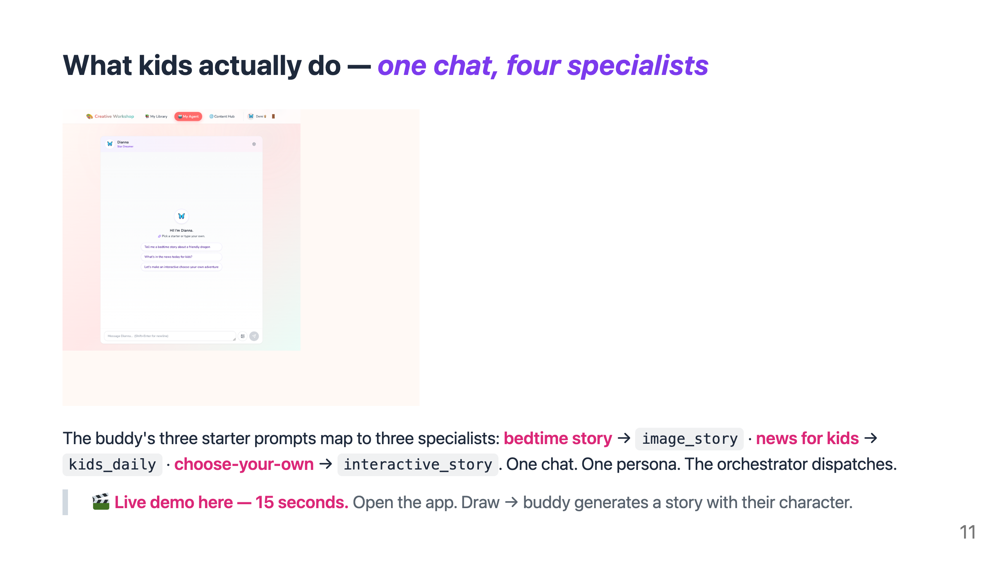 What kids actually do — one chat, four specialists
🎨 Creative Workshop 📚 My Library 🤖 My Agent 🌐 Content Hub 🦋 Demi🧋 🚪
Dianna
Star Dreamer
Hi! I'm Dianna.
Pick a starter or type your own.
Tell me a bedtime story about a friendly dragon
What's in the news today for kids?
Let's make an interactive choose-your-own adventure
Message Dianna... (Shift+Enter for newline)
The buddy's three starter prompts map to three specialists: bedtime story → image_story · news for kids →
kids_daily · choose-your-own → interactive_story. One chat. One persona. The orchestrator dispatches.
🎬 Live demo here — 15 seconds. Open the app. Draw → buddy generates a story with their character.
11